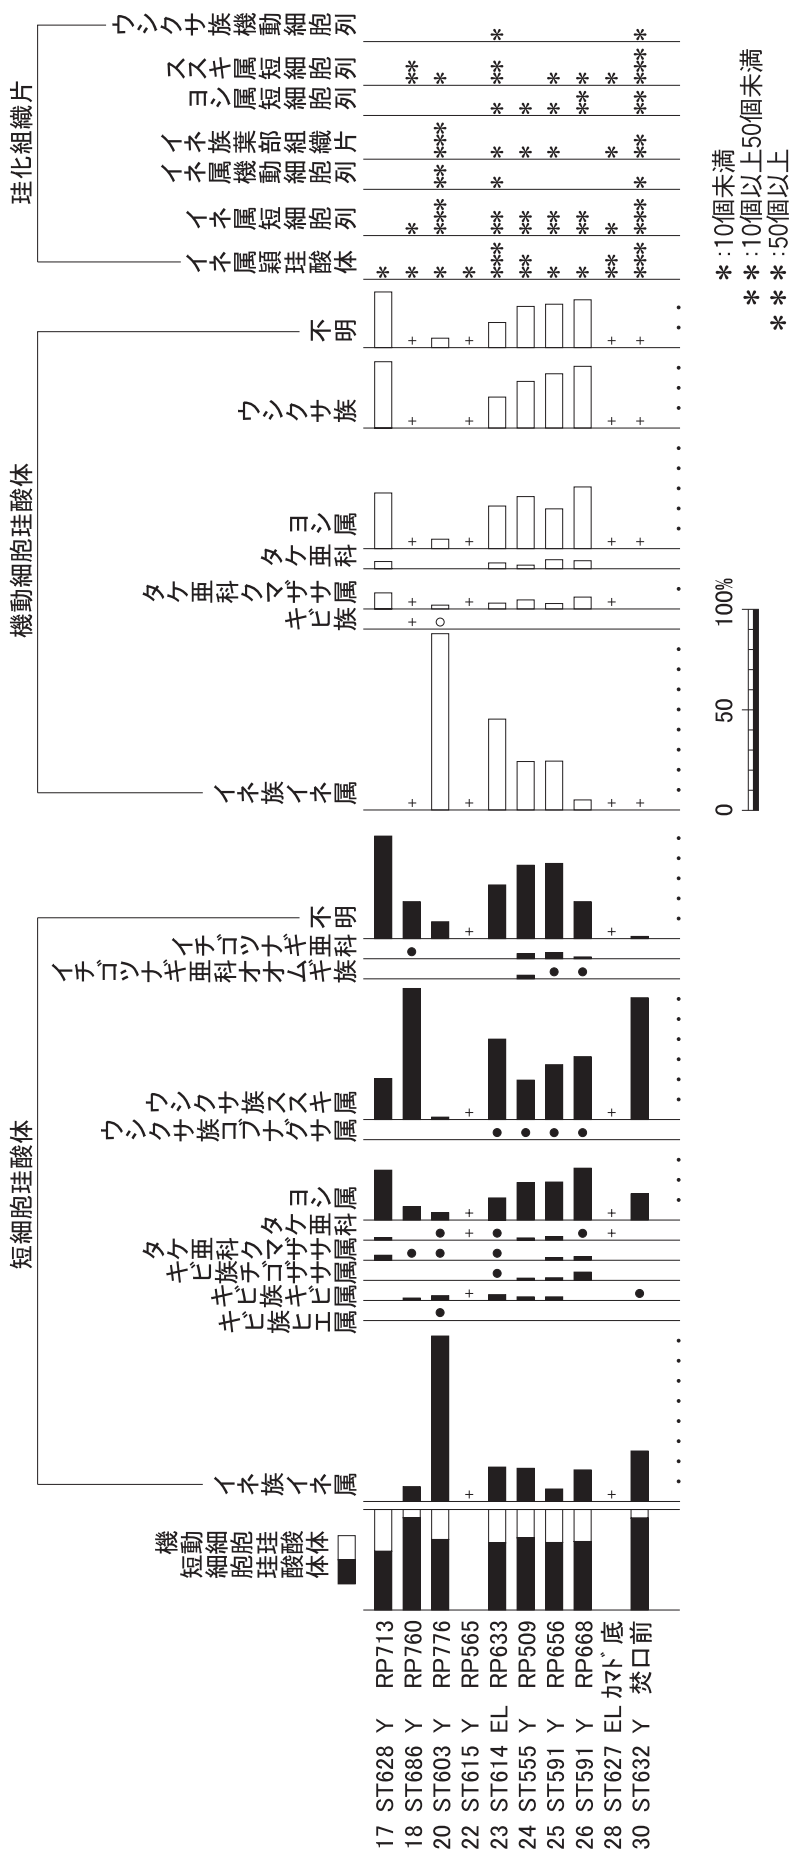 短細胞珪酸体
機動細胞珪酸体
珪化組織片
機動細胞珪酸体
短細胞珪酸体
イネ族イネ属
キビ族ヒエ属
キビ族キビ属
キビ族チゴザサ属
タケ亜科クマザサ属
タケ亜科
ヨシ属
ウシクサ族コブナグサ属
ウシクサ族ススキ属
イチゴツナギ亜科オオムギ族
イチゴツナギ亜科
不明
イネ族イネ属
キビ族
タケ亜科クマザサ属
タケ亜科
ヨシ属
ウシクサ族
不明
イネ属穎珪酸体
イネ属短細胞列
イネ属機動細胞列
イネ族葉部組織片
ヨシ属短細胞列
ススキ属短細胞列
ウシクサ族機動細胞列
17 ST628 Y RP713
18 ST686 Y RP760
20 ST603 Y RP776
22 ST615 Y RP565
23 ST614 EL RP633
24 ST555 Y RP509
25 ST591 Y RP656
26 ST591 Y RP668
28 ST627 EL カマド底
30 ST632 Y 焚口前
0 50 100%
*:10個未満
**:10個以上50個未満
***:50個以上